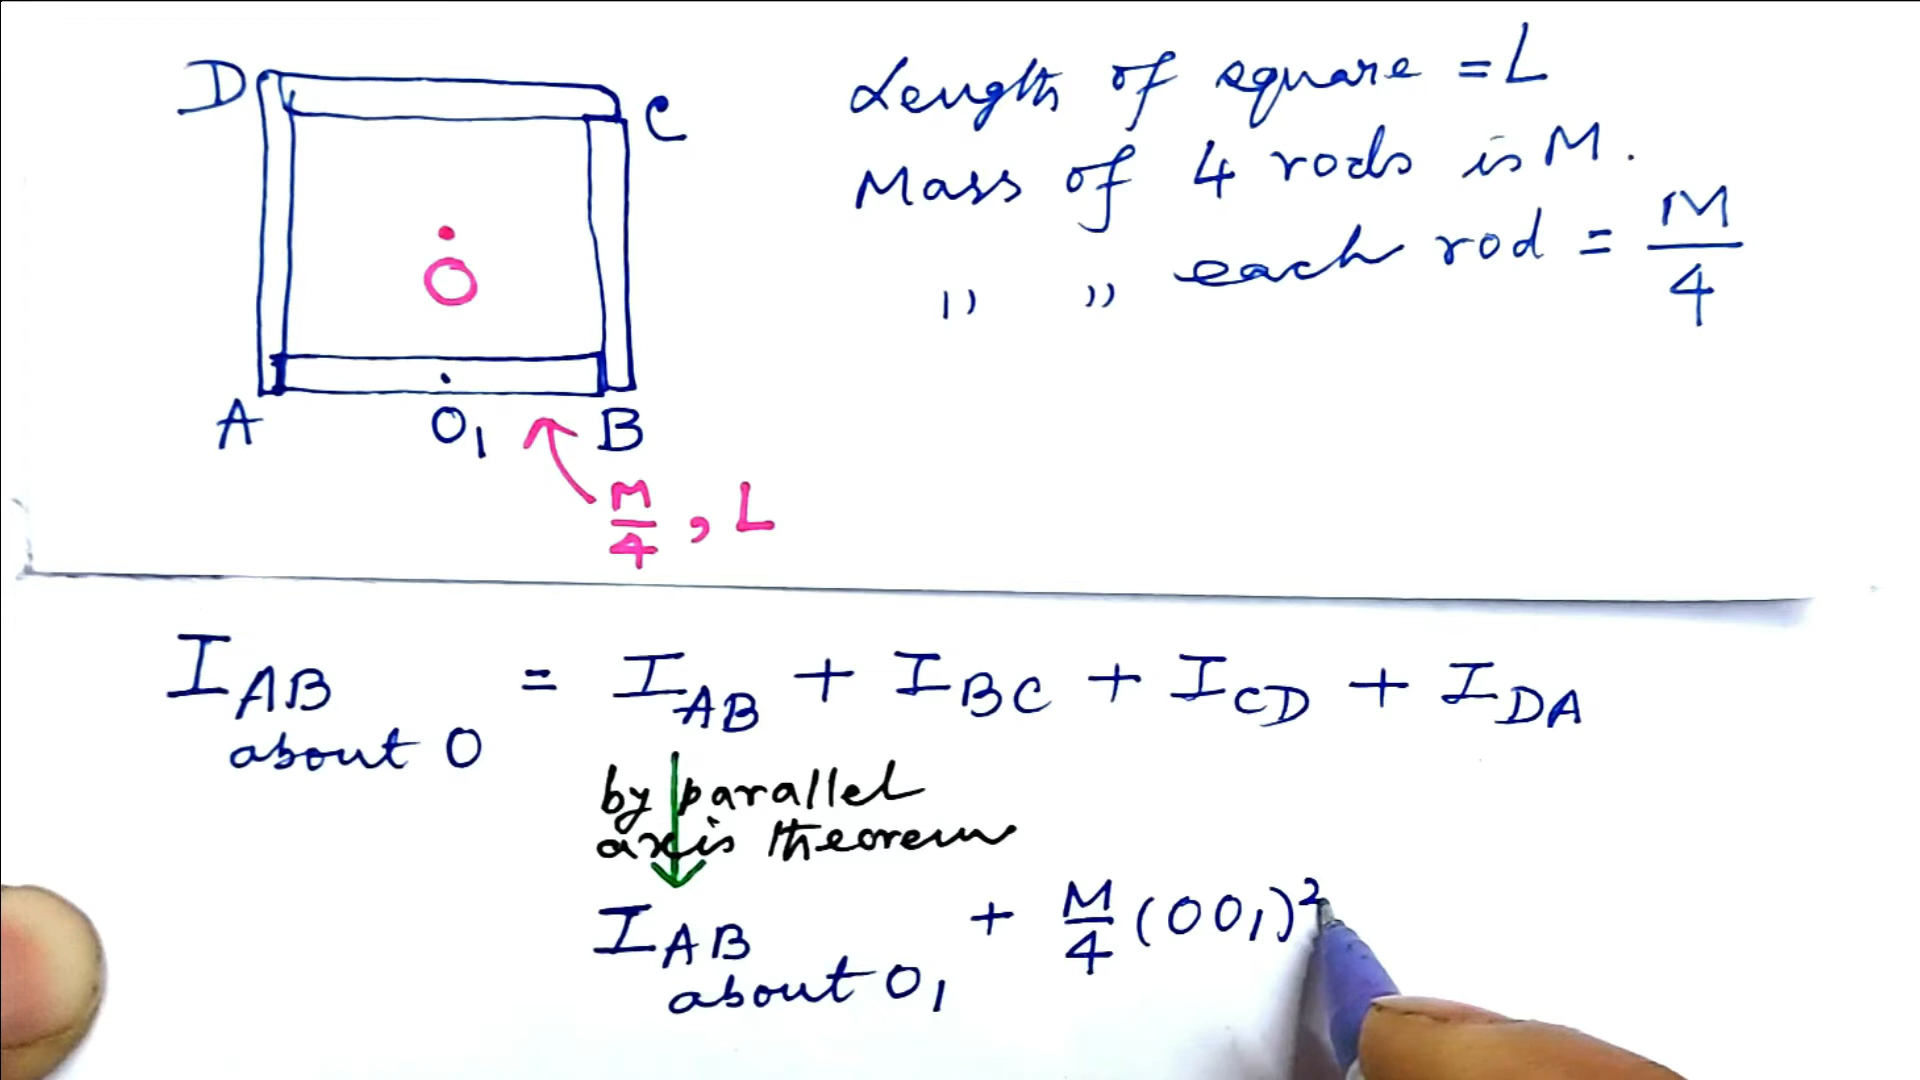 D
C
O
A
O₁
B
M/4 , L
Length of square = L
Mass of 4 rods is M.
" " each rod = M/4
I_AB about O = I_AB + I_BC + I_CD + I_DA
by parallel
axis theorem
I_AB about O₁ + M/4 (OO₁)²